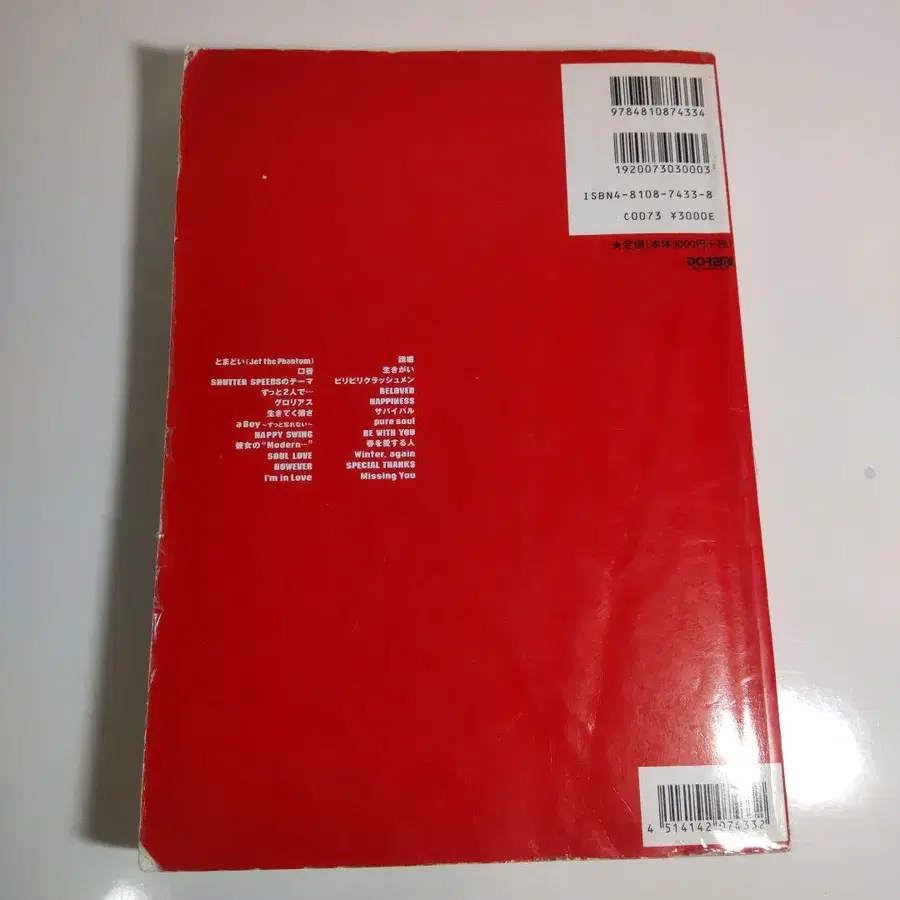 9784810874334
1920073030003
ISBN4-8108-7433-8
C0073 ¥3000E
★定価(本体3000円+税)
DOREMI
とまどい(Jet the Phantom)
口唇
SHUTTER SPEEDSのテーマ
ずっと2人で…
グロリアス
生きてく強さ
a Boy~ずっと忘れない~
HAPPY SWING
彼女の"Modern…"
SOUL LOVE
HOWEVER
I'm in Love
誘惑
生きがい
ビリビリクラッシュメン
BELOVED
HAPPINESS
サバイバル
pure soul
BE WITH YOU
春を愛する人
Winter, again
SPECIAL THANKS
Missing You
4 514142 074332